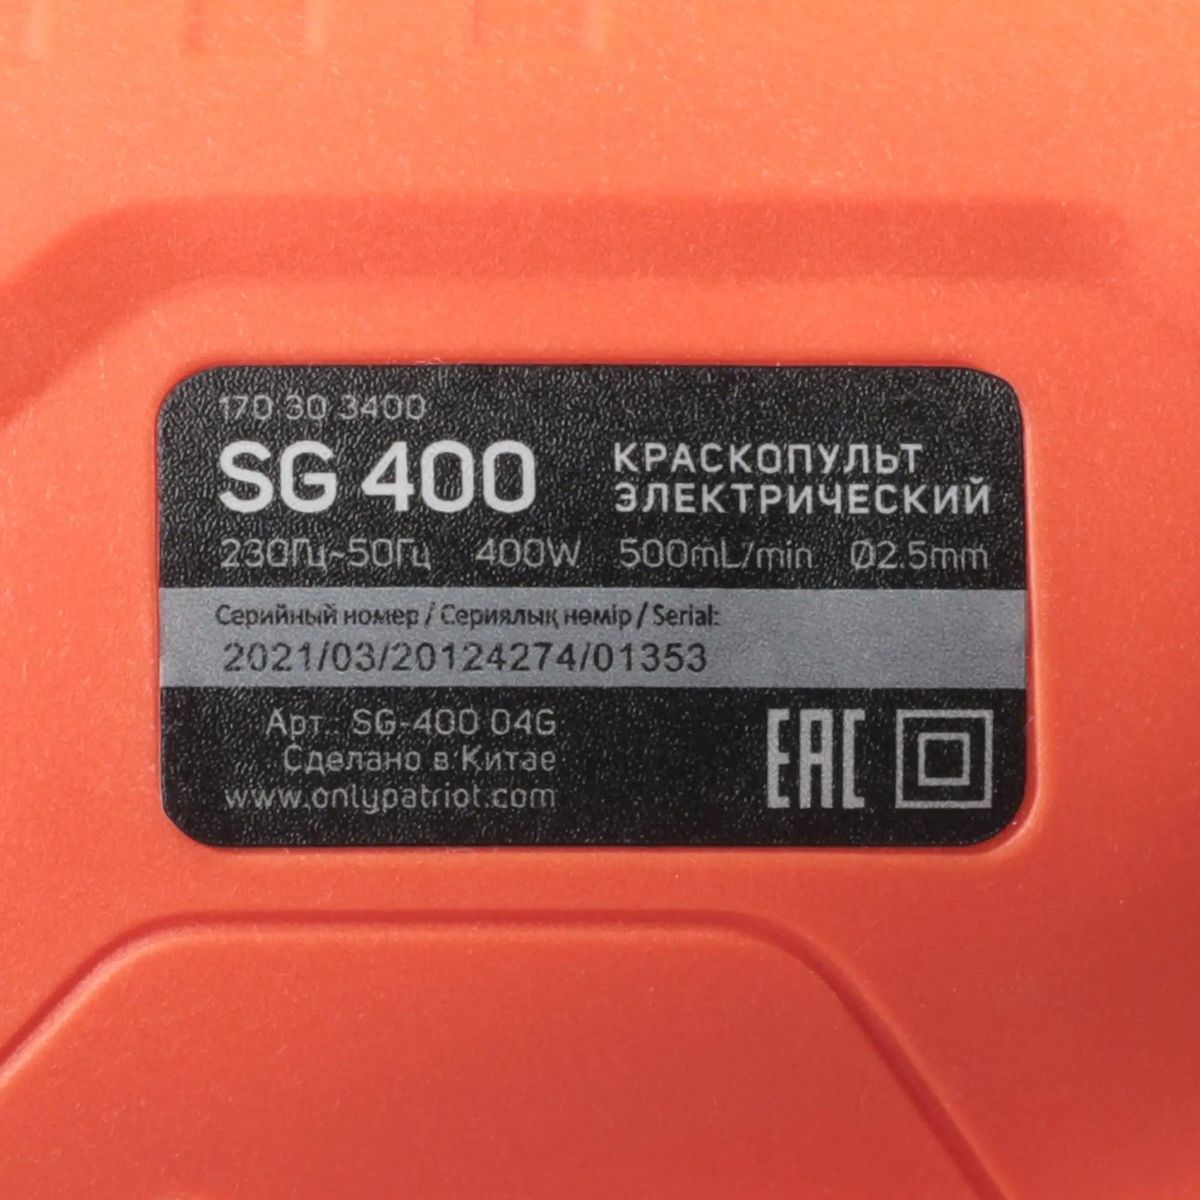 170 30 3400
SG 400
КРАСКОПУЛЬТ
ЭЛЕКТРИЧЕСКИЙ
230Гц~50Гц 400W 500mL/min Ø2.5mm
Серийный номер / Сериялық нөмір / Serial:
2021/03/20124274/01353
Арт.: SG-400 04G
Сделано в Китае
www.onlypatriot.com
EAC